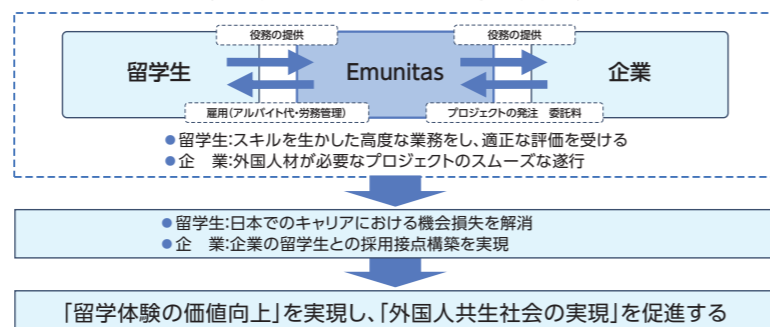 役務の提供
役務の提供
留学生
Emunitas
企業
雇用(アルバイト代・労務管理)
プロジェクトの発注 委託料
●留学生:スキルを生かした高度な業務をし、適正な評価を受ける
●企 業:外国人材が必要なプロジェクトのスムーズな遂行
●留学生:日本でのキャリアにおける機会損失を解消
●企 業:企業の留学生との採用接点構築を実現
「留学体験の価値向上」を実現し、「外国人共生社会の実現」を促進する